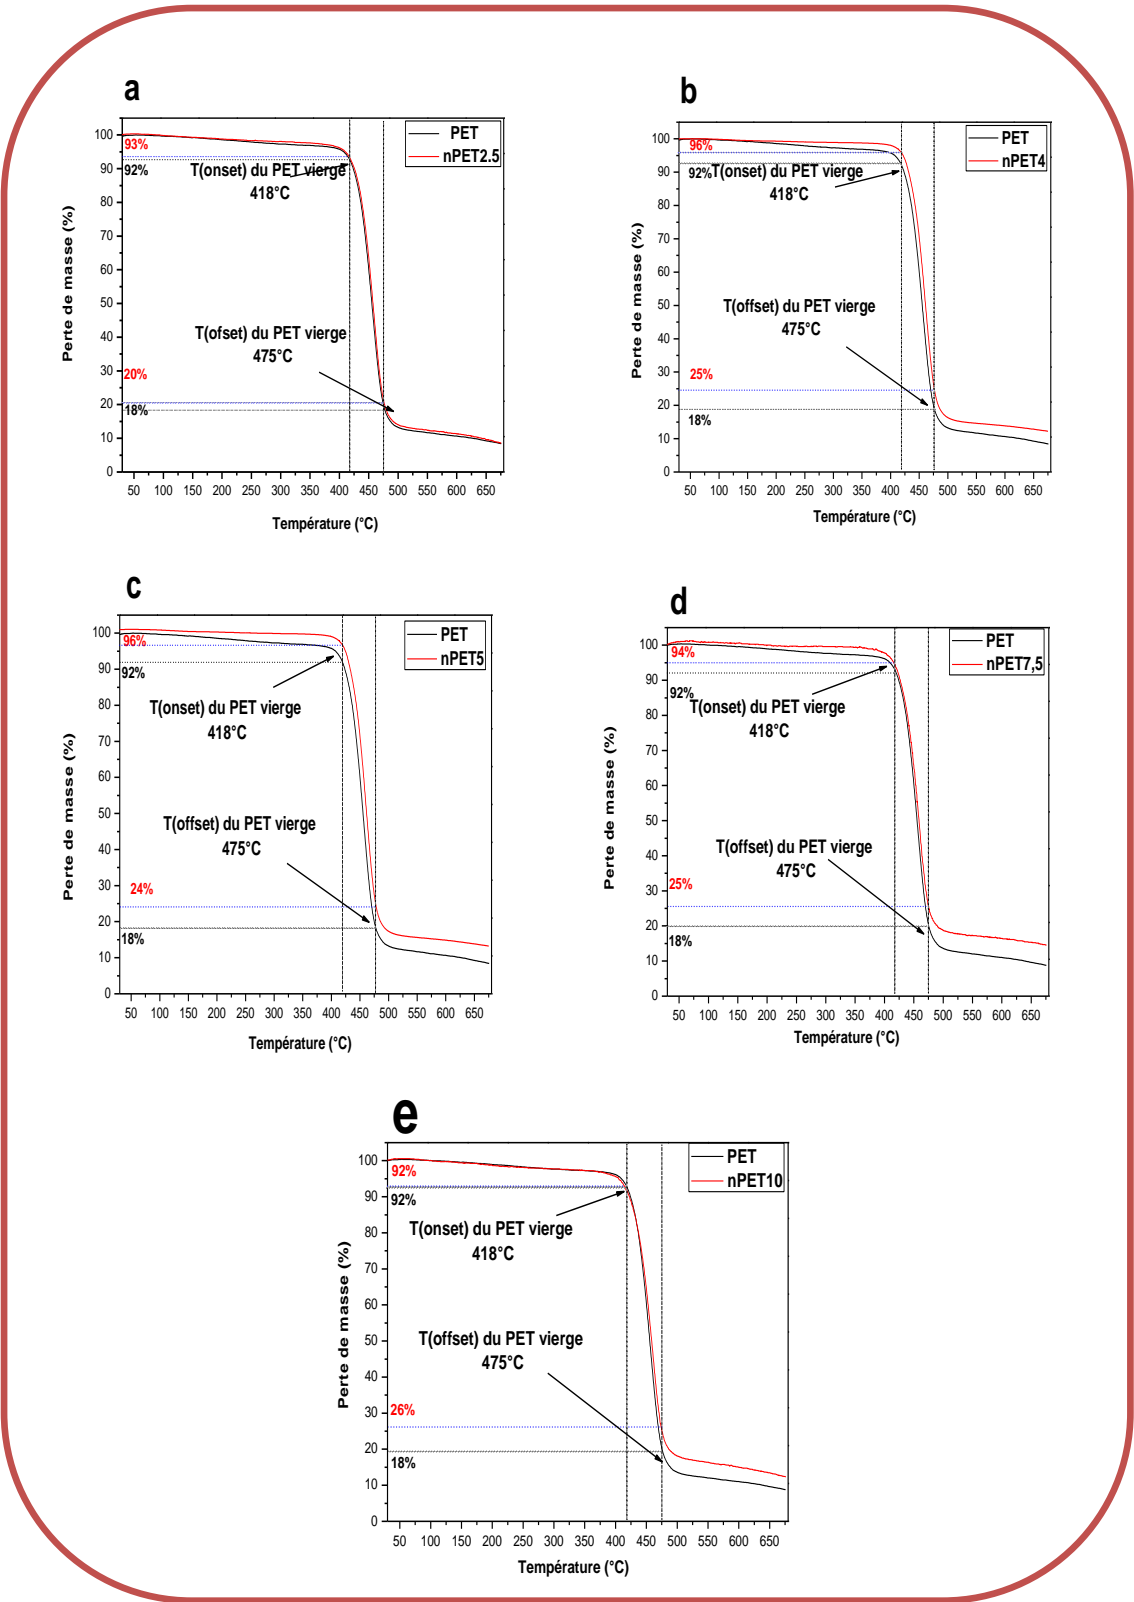 a
PET
nPET2.5
100
90
80
70
60
50
40
30
20
10
0
93%
92%
T(onset) du PET vierge
418°C
T(ofset) du PET vierge
475°C
20%
18%
50 100 150 200 250 300 350 400 450 500 550 600 650
Température (°C)
Perte de masse (%)
b
PET
nPET4
100
90
80
70
60
50
40
30
20
10
0
96%
92%
T(onset) du PET vierge
418°C
T(offset) du PET vierge
475°C
25%
18%
50 100 150 200 250 300 350 400 450 500 550 600 650
Température (°C)
Perte de masse (%)
c
PET
nPET5
100
90
80
70
60
50
40
30
20
10
0
96%
92%
T(onset) du PET vierge
418°C
T(offset) du PET vierge
475°C
24%
18%
50 100 150 200 250 300 350 400 450 500 550 600 650
Température (°C)
Perte de masse (%)
d
PET
nPET7,5
100
90
80
70
60
50
40
30
20
10
0
94%
92%
T(onset) du PET vierge
418°C
T(offset) du PET vierge
475°C
25%
18%
50 100 150 200 250 300 350 400 450 500 550 600 650
Température (°C)
Perte de masse (%)
e
PET
nPET10
100
90
80
70
60
50
40
30
20
10
0
92%
92%
T(onset) du PET vierge
418°C
T(offset) du PET vierge
475°C
26%
18%
50 100 150 200 250 300 350 400 450 500 550 600 650
Température (°C)
Perte de masse (%)